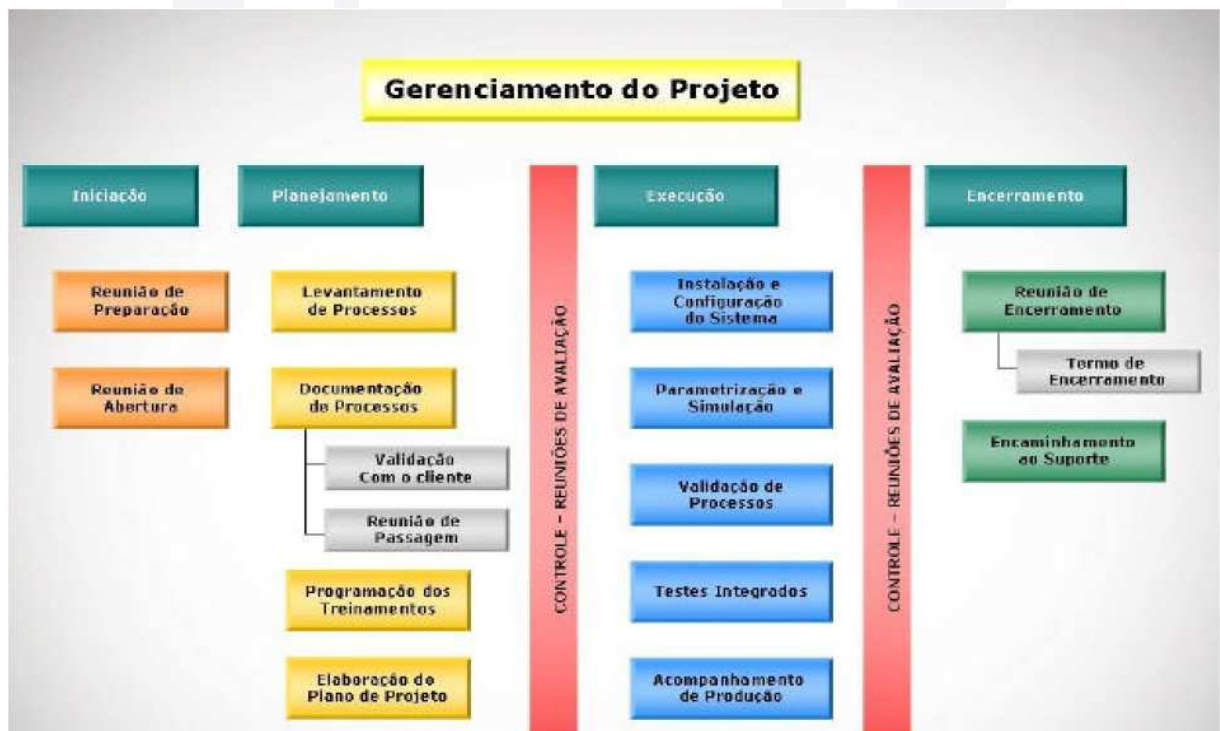 Gerenciamento do Projeto
Iniciação
Planejamento
Execução
Encerramento
Reunião de
Preparação
Reunião de
Abertura
Levantamento
de Processos
Documentação
de Processos
Validação
Com o cliente
Reunião de
Passagem
Programação dos
Treinamentos
Elaboração do
Plano de Projeto
CONTROLE – REUNIÕES DE AVALIAÇÃO
Instalação e
Configuração
do Sistema
Parametrização e
Simulação
Validação de
Processos
Testes Integrados
Acompanhamento
de Produção
CONTROLE – REUNIÕES DE AVALIAÇÃO
Reunião de
Encerramento
Termo de
Encerramento
Encaminhamento
ao Suporte